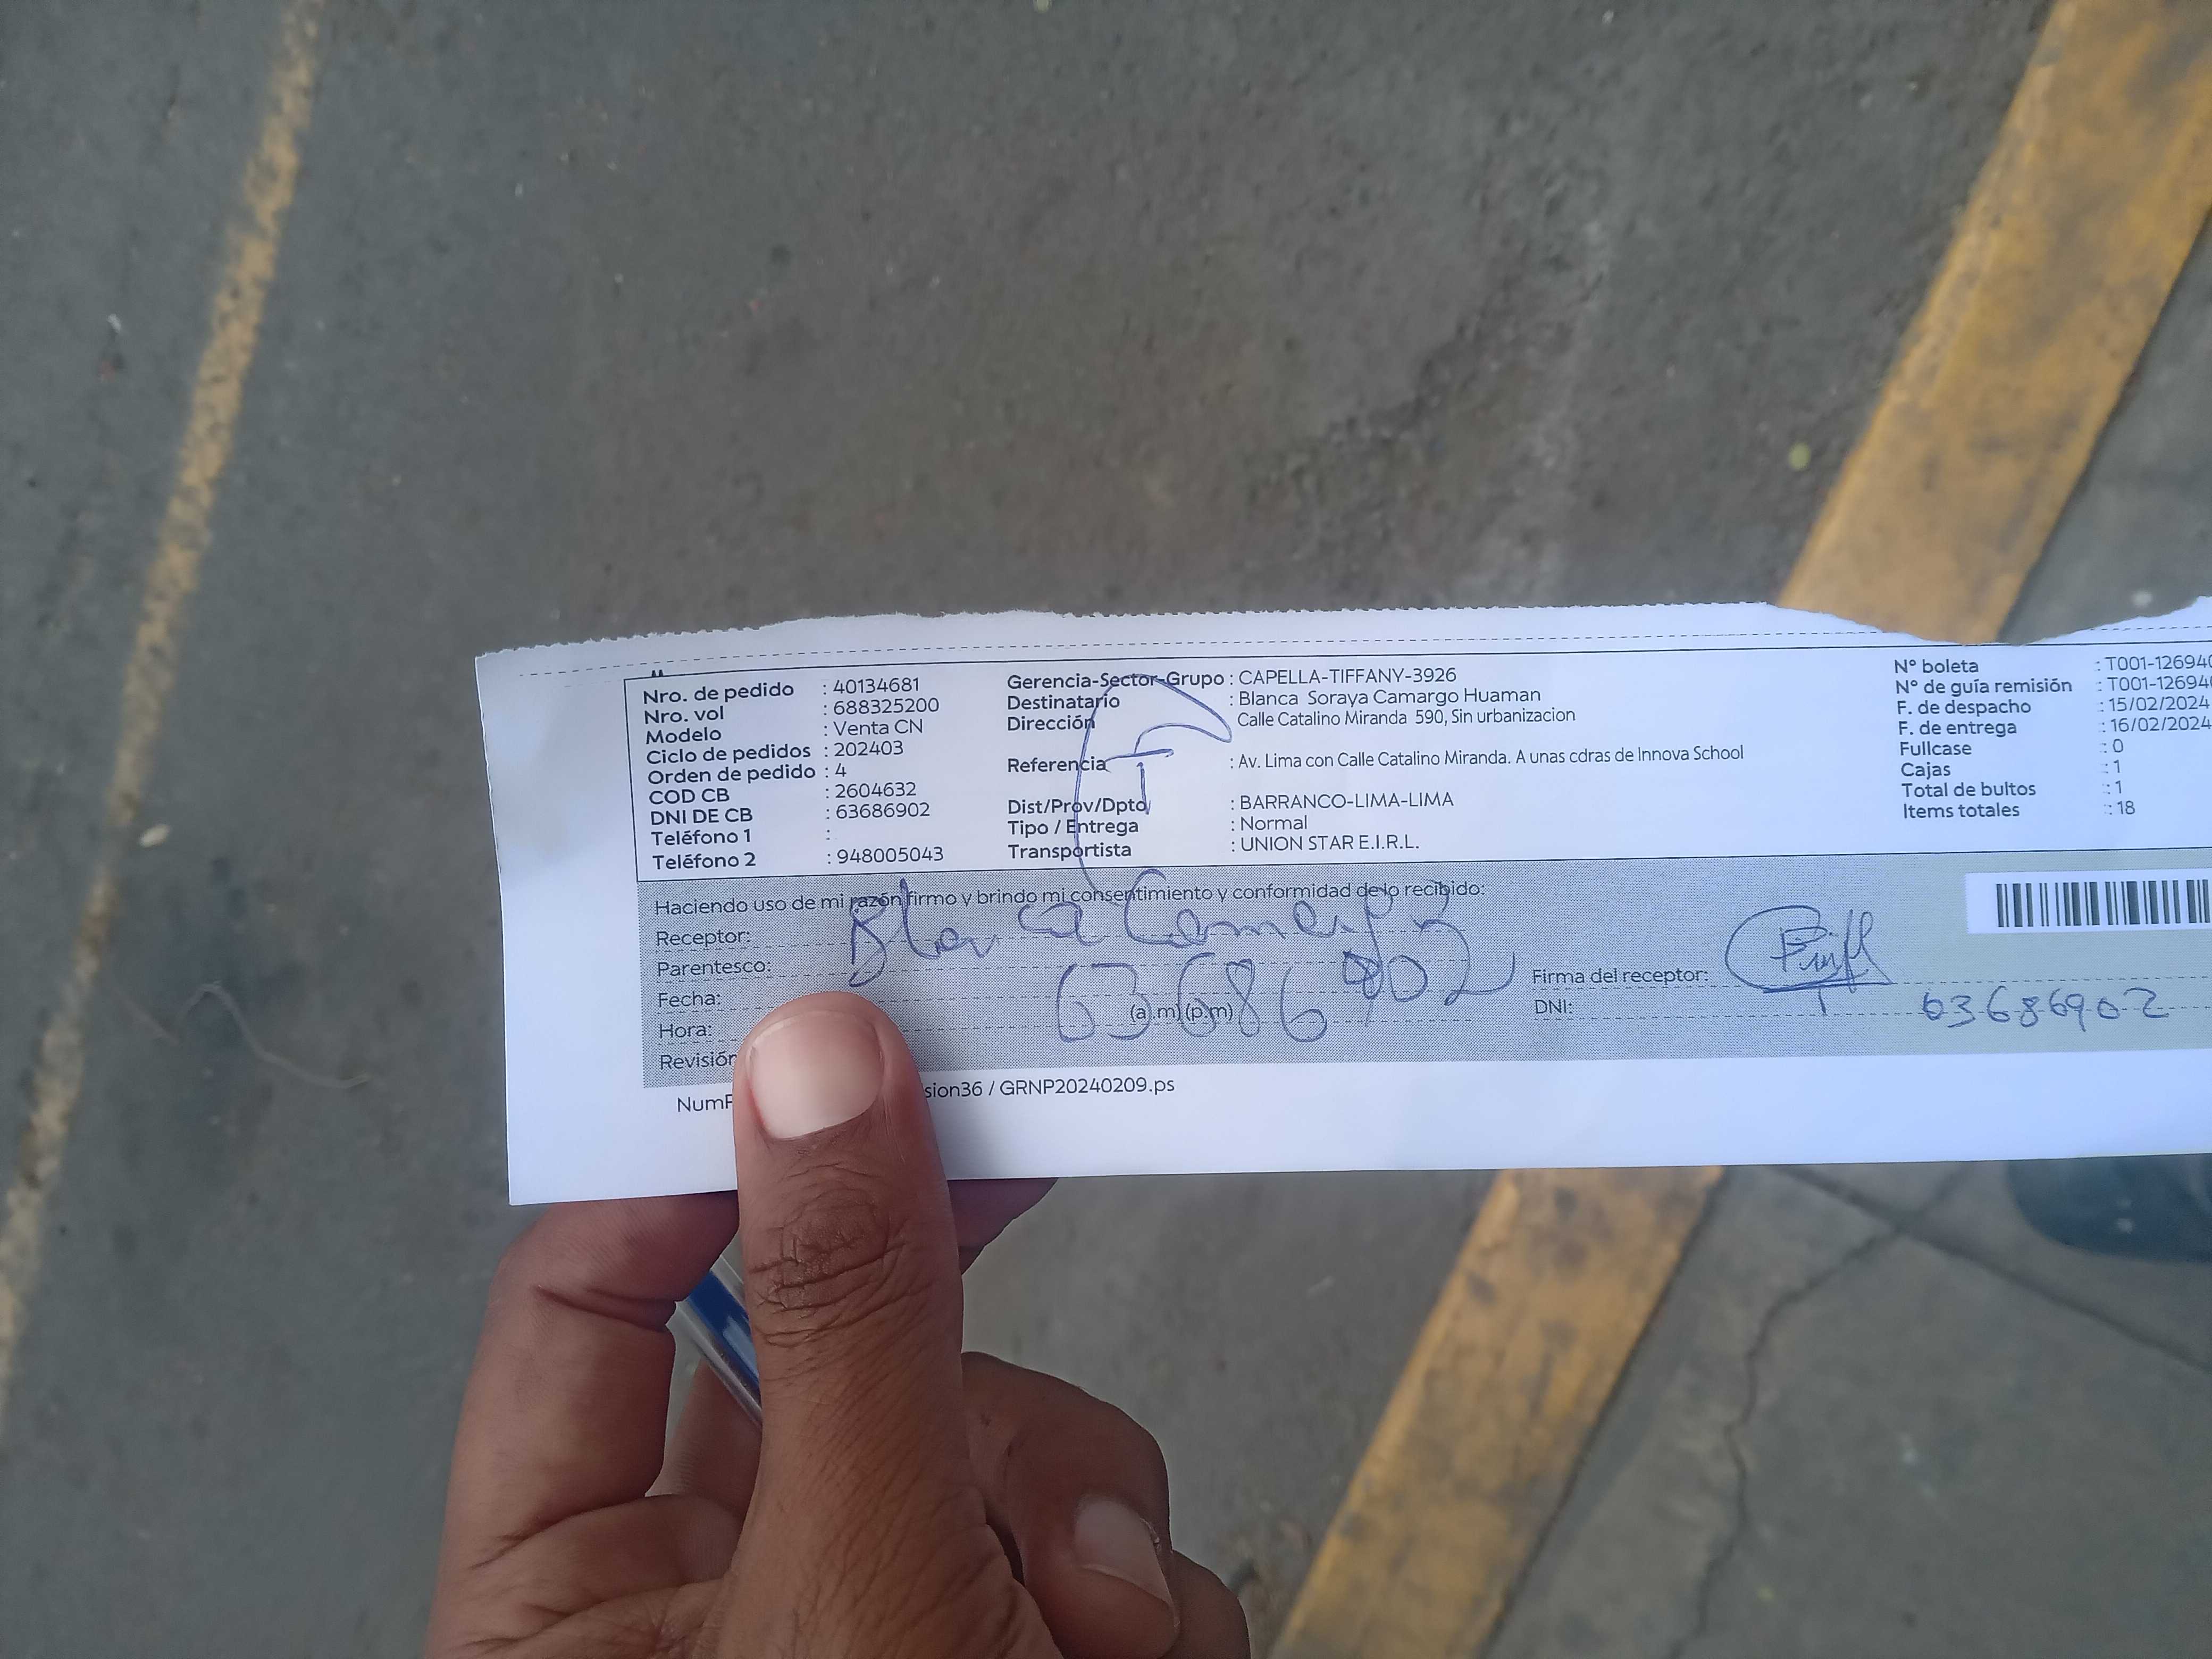 Nro. de pedido : 40134681
Nro. vol : 688325200
Modelo : Venta CN
Ciclo de pedidos : 202403
Orden de pedido : 4
COD CB : 2604632
DNI DE CB : 63686902
Teléfono 1 :
Teléfono 2 : 948005043
Gerencia-Sector-Grupo : CAPELLA-TIFFANY-3926
Destinatario : Blanca Soraya Camargo Huaman
Dirección : Calle Catalino Miranda 590, Sin urbanizacion
Referencia : Av. Lima con Calle Catalino Miranda. A unas cdras de Innova School
Dist/Prov/Dpto : BARRANCO-LIMA-LIMA
Tipo / Entrega : Normal
Transportista : UNION STAR E.I.R.L.
N° boleta : T001-126940
N° de guía remisión : T001-12694
F. de despacho : 15/02/2024
F. de entrega : 16/02/2024
Fullcase : 0
Cajas : 1
Total de bultos : 1
Items totales : 18
Haciendo uso de mi razón firmo y brindo mi consentimiento y conformidad de lo recibido:
Receptor: Blanca
Parentesco:
Fecha: 63686902
Hora: (a.m) (p.m)
Revisión
Firma del receptor:
DNI: 63686902
NumP
sion36 / GRNP20240209.ps